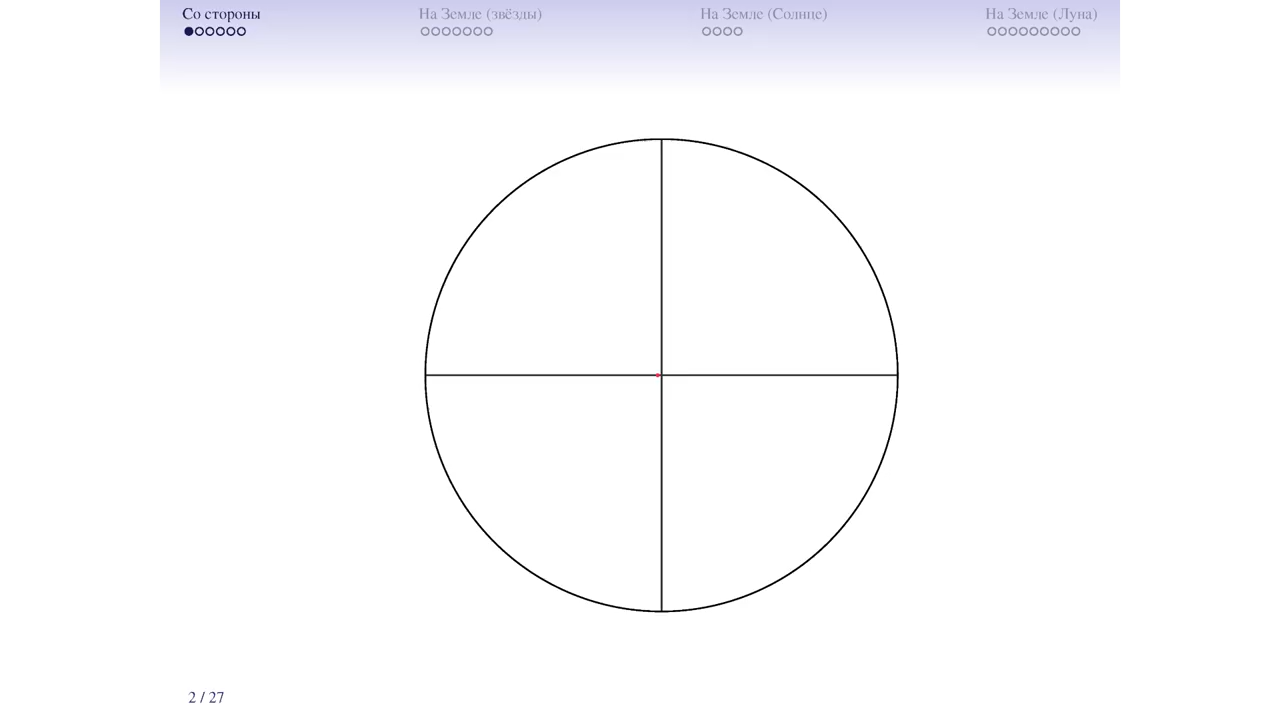 Со стороны
На Земле (звёзды)
На Земле (Солнце)
На Земле (Луна)
2 / 27